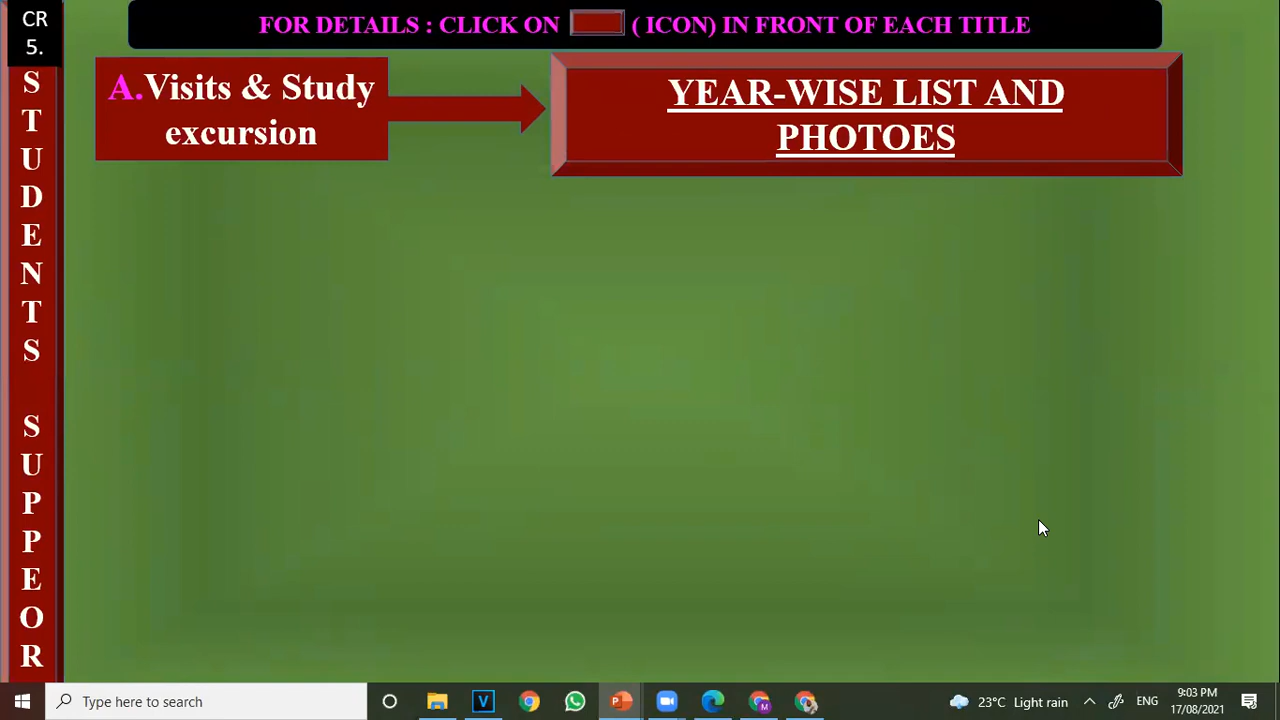 CR
5.
FOR DETAILS : CLICK ON ( ICON) IN FRONT OF EACH TITLE
A.Visits & Study
excursion
YEAR-WISE LIST AND
PHOTOES
S
T
U
D
E
N
T
S
S
U
P
P
E
O
R
Type here to search
23°C Light rain
ENG
9:03 PM
17/08/2021